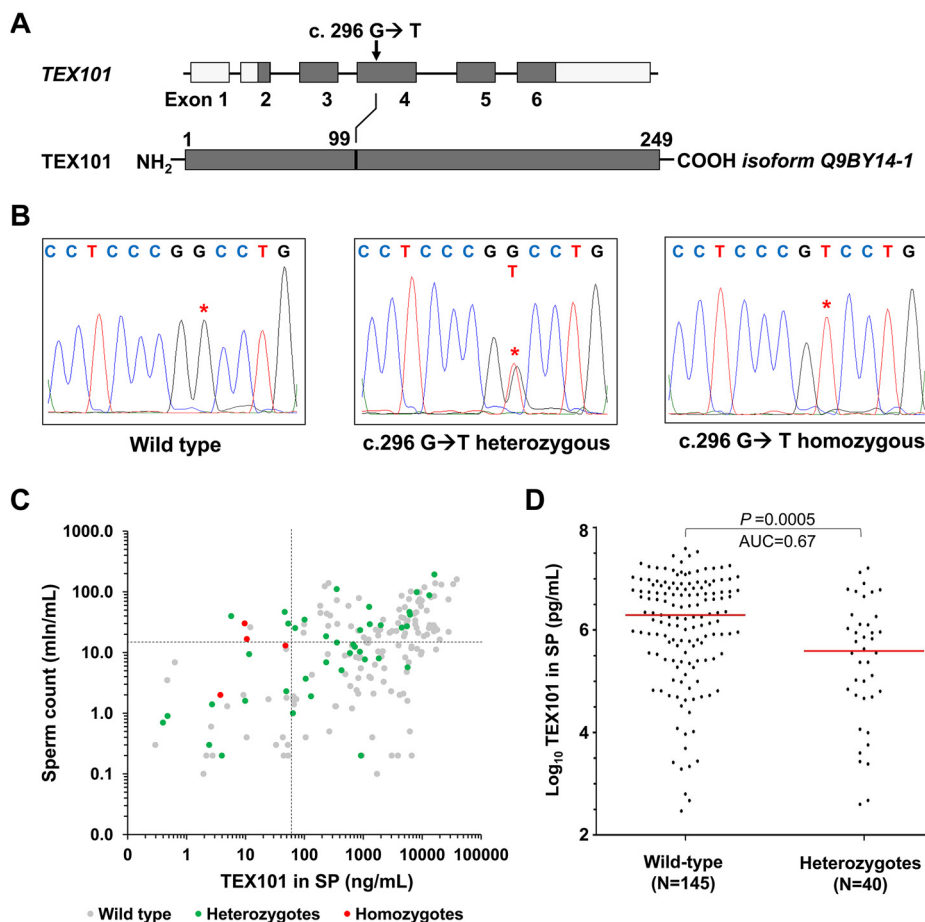 A
c. 296 G→ T
TEX101
Exon 1 2 3 4 5 6
1 99 249
TEX101 NH2 COOH isoform Q9BY14-1
B
C C T C C C G G C C T G
*
Wild type
C C T C C C G G C C T G
T
*
c.296 G→T heterozygous
C C T C C C G T C C T G
*
c.296 G→ T homozygous
C
Sperm count (mln/mL)
1000.0
100.0
10.0
1.0
0.1
0.0
0 1 10 100 1000 10000 100000
TEX101 in SP (ng/mL)
Wild type Heterozygotes Homozygotes
D
P=0.0005
AUC=0.67
Log10 TEX101 in SP (pg/mL)
8
6
4
2
Wild-type
(N=145)
Heterozygotes
(N=40)